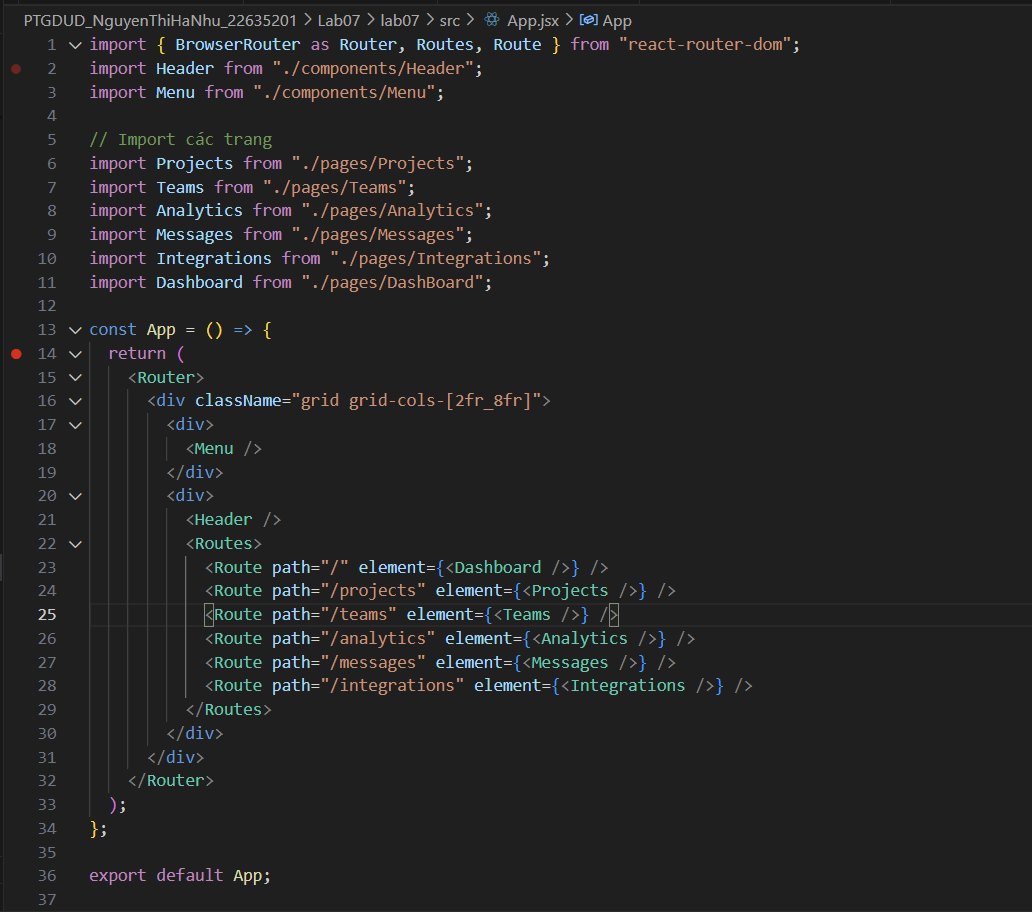 PTGDUD_NguyenThiHaNhu_22635201 > Lab07 > lab07 > src > App.jsx > App
1 import { BrowserRouter as Router, Routes, Route } from "react-router-dom";
2 import Header from "./components/Header";
3 import Menu from "./components/Menu";
4
5 // Import các trang
6 import Projects from "./pages/Projects";
7 import Teams from "./pages/Teams";
8 import Analytics from "./pages/Analytics";
9 import Messages from "./pages/Messages";
10 import Integrations from "./pages/Integrations";
11 import Dashboard from "./pages/DashBoard";
12
13 const App = () => {
14   return (
15     <Router>
16       <div className="grid grid-cols-[2fr_8fr]">
17         <div>
18           <Menu />
19         </div>
20         <div>
21           <Header />
22           <Routes>
23             <Route path="/" element={<Dashboard />} />
24             <Route path="/projects" element={<Projects />} />
25             <Route path="/teams" element={<Teams />} />
26             <Route path="/analytics" element={<Analytics />} />
27             <Route path="/messages" element={<Messages />} />
28             <Route path="/integrations" element={<Integrations />} />
29           </Routes>
30         </div>
31       </div>
32     </Router>
33   );
34 };
35
36 export default App;
37